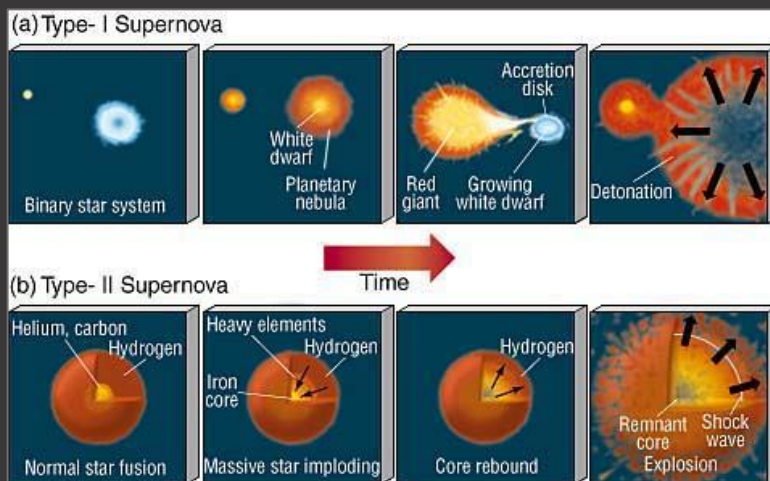 (a) Type- I Supernova
Binary star system
White
dwarf
Planetary
nebula
Accretion
disk
Red
giant
Growing
white dwarf
Detonation
Time
(b) Type- II Supernova
Helium, carbon
Hydrogen
Normal star fusion
Heavy elements
Hydrogen
Iron
core
Massive star imploding
Hydrogen
Core rebound
Remnant
core
Shock
wave
Explosion